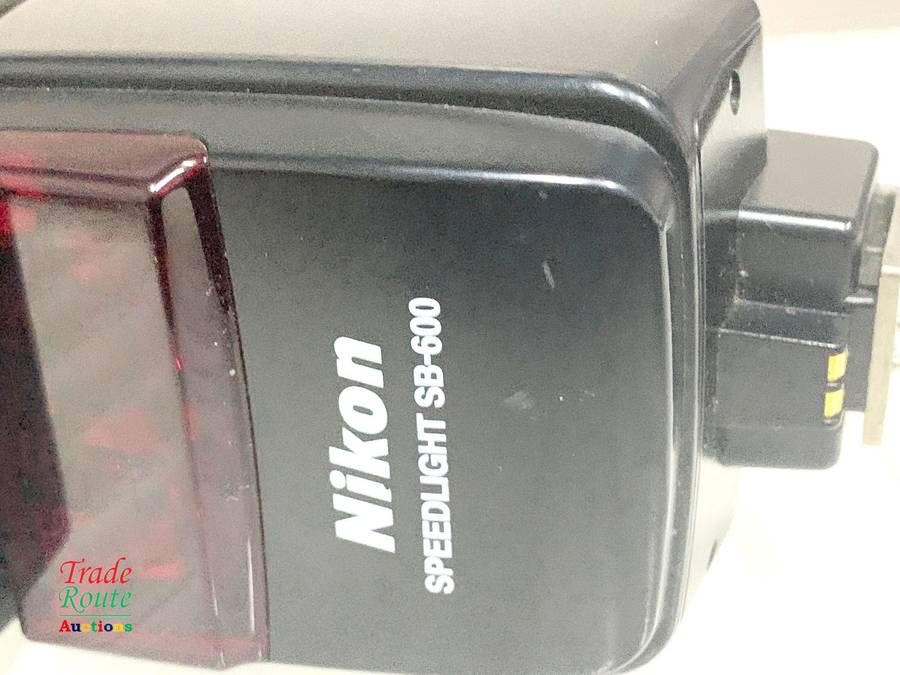 Nikon
SPEEDLIGHT SB-600
Trade
Route
Auctions